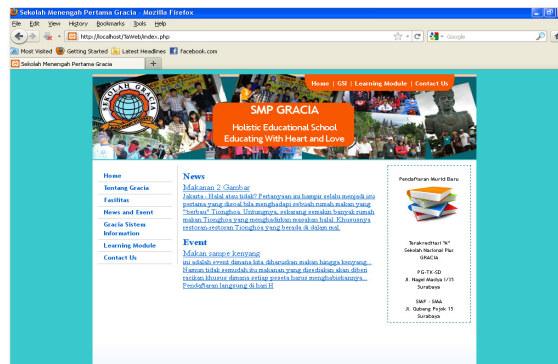 Sekolah Menengah Pertama Gracia - Mozilla Firefox
File Edit View History Bookmarks Tools Help
http://localhost/TaWeb/index.php
Google
Most Visited Getting Started Latest Headlines facebook.com
Sekolah Menengah Pertama Gracia
Home | GSI | Learning Module | Contact Us
SEKOLAH GRACIA
SMP GRACIA
Holistic Educational School
Educating With Heart and Love
Home
Tentang Gracia
Fasilitas
News and Event
Gracia Sistem
Information
Learning Module
Contact Us
News
Makanan 2 Gambar
Jakarta - Halal atau tidak? Pertanyaan ini hampir selalu menjadi isu
pertama yang disoal bila menghadapi sebuah rumah makan yang
"berbau" Tionghoa. Untungnya, sekarang semakin banyak rumah
makan Tionghoa yang menghadirkan masakan halal. Khususnya
restoran-restoran Tionghoa yang berada di dalam mal.
Event
Makan sampe kenyang
ini adalah event dimana kita diharuskan makan hingga kenyang...
Namun tidak semudah itu makanan yang disediakan akan diberi
racikan khusus dimana setiap peseta harus menghabiskannya...
Pendaftaran langsung di hari H
Pendaftaran Murid Baru
Terakreditasi "A"
Sekolah Nasional Plus
GRACIA
PG-TK-SD
Jl. Nagel Madya 1/31
Surabaya
SMP - SMA
Jl. Gubeng Pojok 15
Surabaya